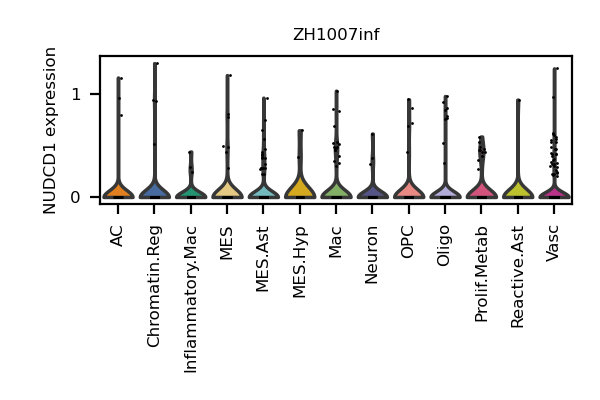 ZH1007inf
NUDCD1 expression
1
0
AC
Chromatin.Reg
Inflammatory.Mac
MES
MES.Ast
MES.Hyp
Mac
Neuron
OPC
Oligo
Prolif.Metab
Reactive.Ast
Vasc